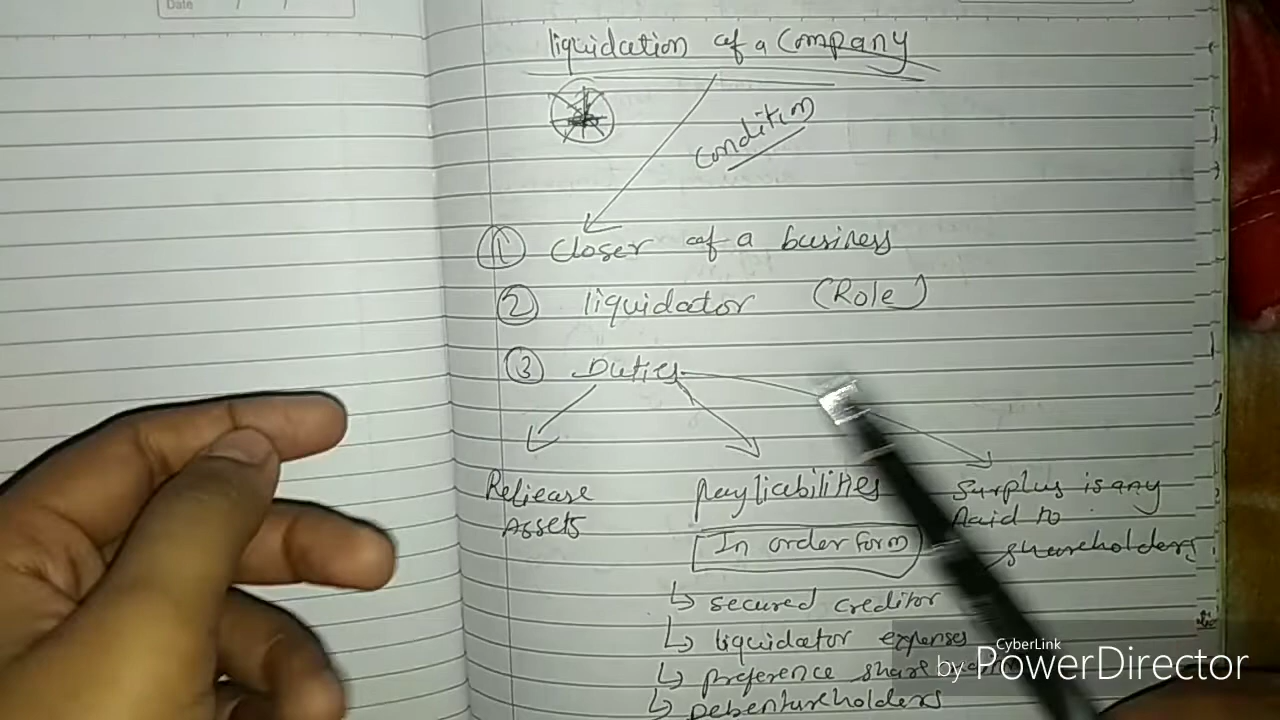 Date / /
liquidation of a Company
condition
① Closer of a business
② liquidator (Role)
③ Duties
Reliease Assets
pay liabilities
In order form
surplus is any
Paid to
shareholders
↳ secured creditor
↳ liquidator expenses
↳ preference share
↳ Debentureholders
CyberLink
by PowerDirector